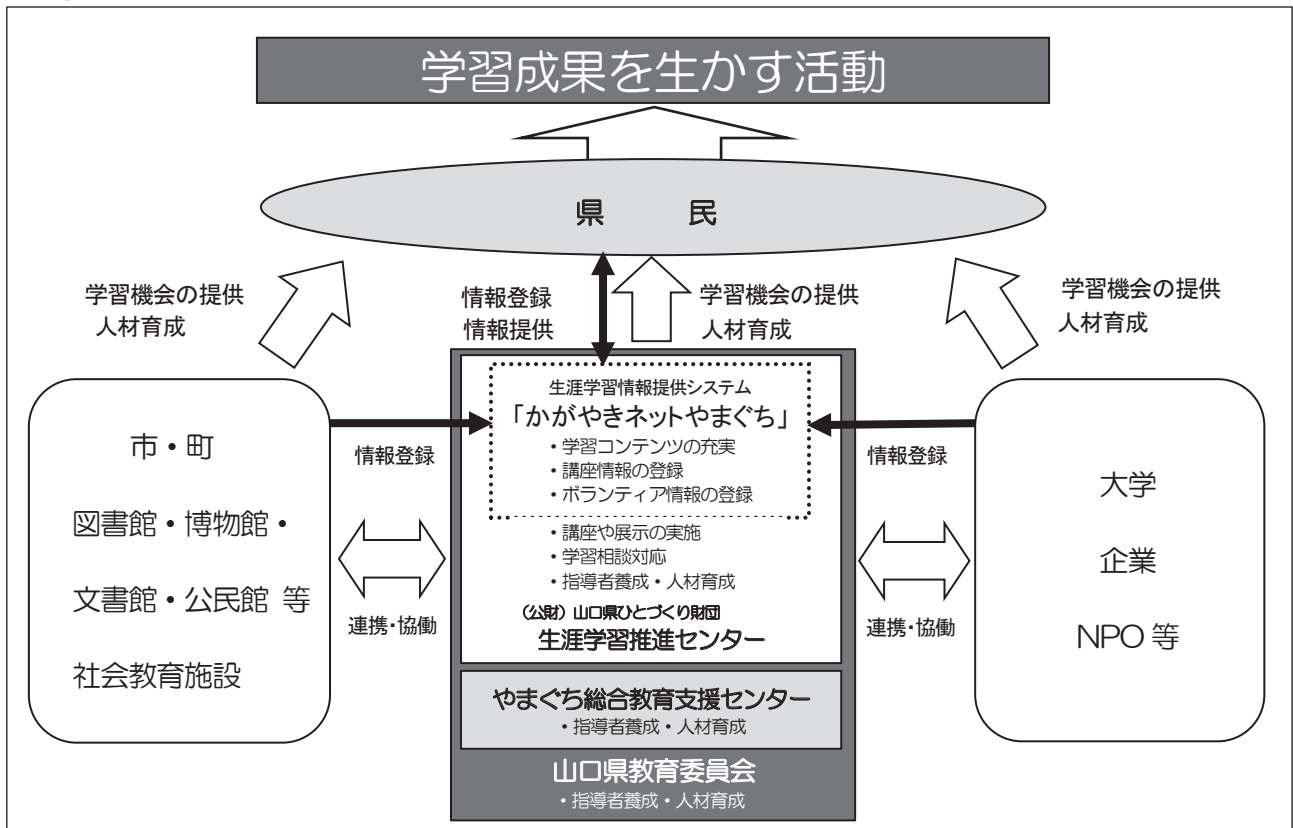 学習成果を生かす活動
県　　民
学習機会の提供
人材育成
情報登録
情報提供
学習機会の提供
人材育成
学習機会の提供
人材育成
市・町
図書館・博物館・
文書館・公民館 等
社会教育施設
情報登録
連携・協働
生涯学習情報提供システム
「かがやきネットやまぐち」
・学習コンテンツの充実
・講座情報の登録
・ボランティア情報の登録
・講座や展示の実施
・学習相談対応
・指導者養成・人材育成
（公財）山口県ひとづくり財団
生涯学習推進センター
やまぐち総合教育支援センター
・指導者養成・人材育成
山口県教育委員会
・指導者養成・人材育成
情報登録
連携・協働
大学
企業
NPO 等